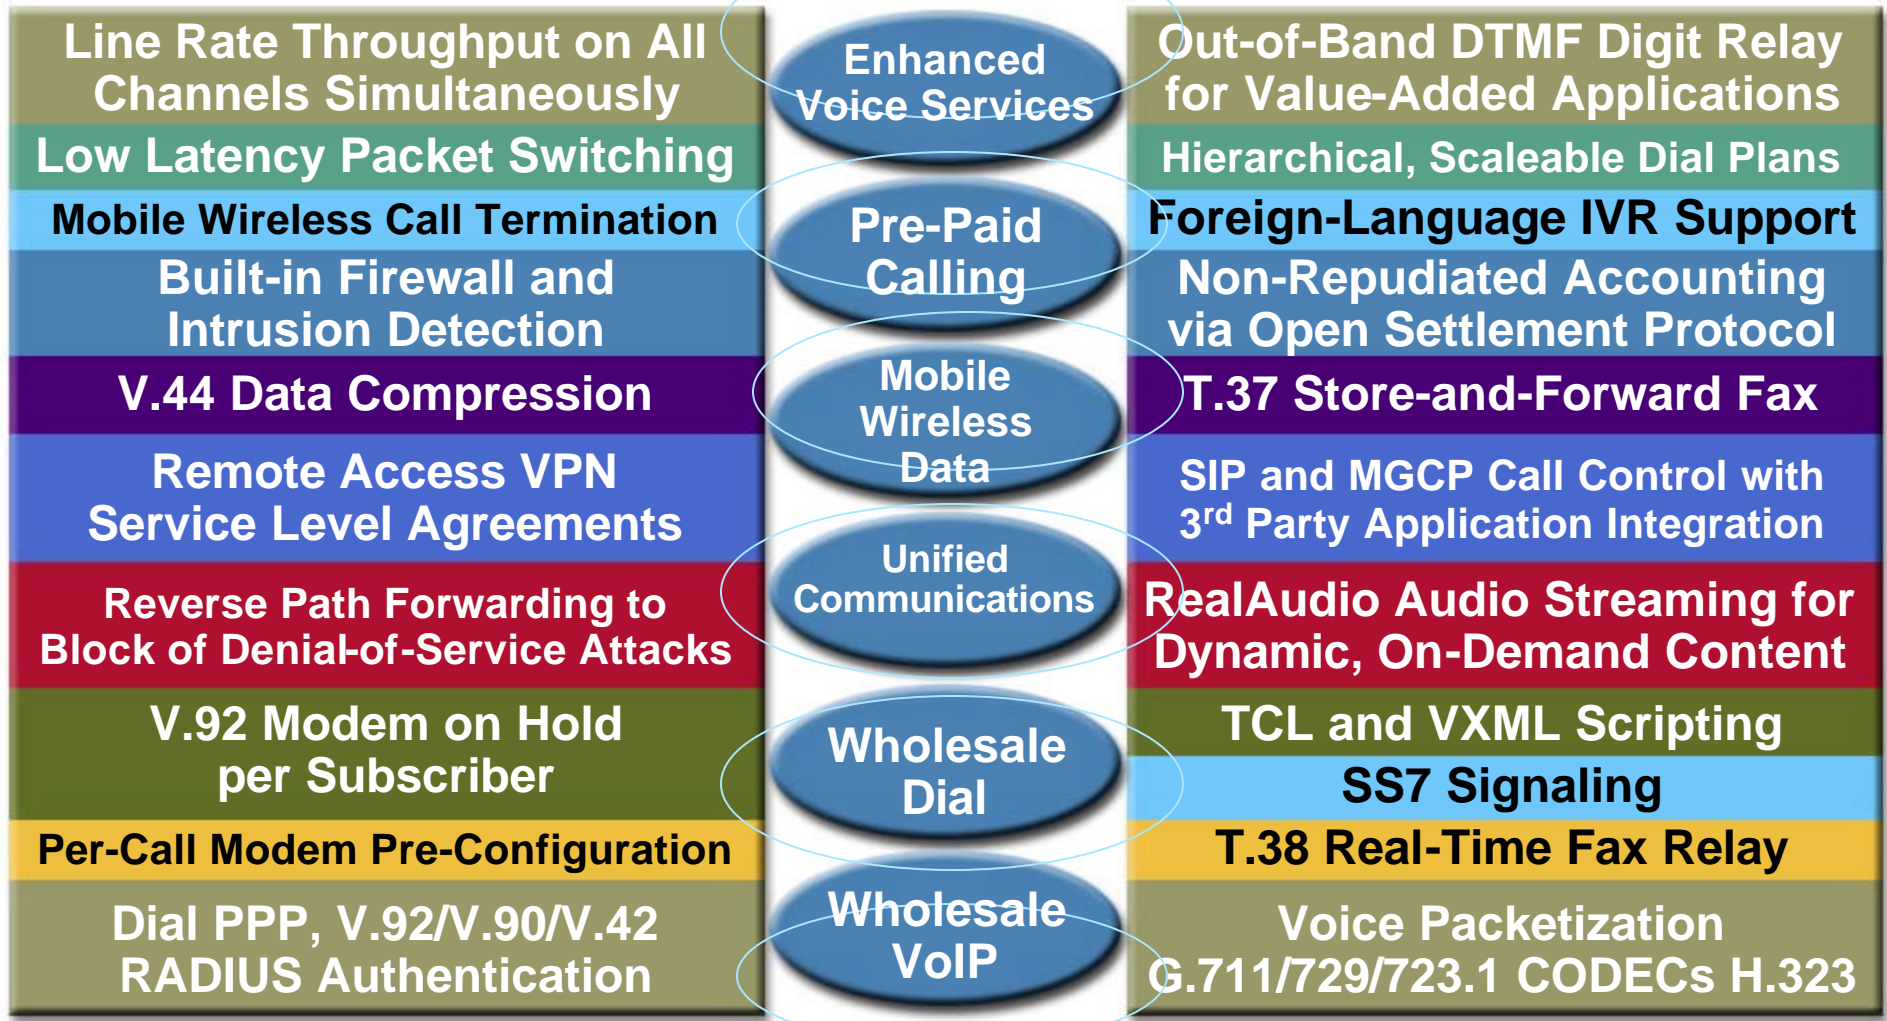 Line Rate Throughput on All
Channels Simultaneously
Low Latency Packet Switching
Mobile Wireless Call Termination
Built-in Firewall and
Intrusion Detection
V.44 Data Compression
Remote Access VPN
Service Level Agreements
Reverse Path Forwarding to
Block of Denial-of-Service Attacks
V.92 Modem on Hold
per Subscriber
Per-Call Modem Pre-Configuration
Dial PPP, V.92/V.90/V.42
RADIUS Authentication
Enhanced
Voice Services
Pre-Paid
Calling
Mobile
Wireless
Data
Unified
Communications
Wholesale
Dial
Wholesale
VoIP
Out-of-Band DTMF Digit Relay
for Value-Added Applications
Hierarchical, Scaleable Dial Plans
Foreign-Language IVR Support
Non-Repudiated Accounting
via Open Settlement Protocol
T.37 Store-and-Forward Fax
SIP and MGCP Call Control with
3rd Party Application Integration
RealAudio Audio Streaming for
Dynamic, On-Demand Content
TCL and VXML Scripting
SS7 Signaling
T.38 Real-Time Fax Relay
Voice Packetization
G.711/729/723.1 CODECs H.323